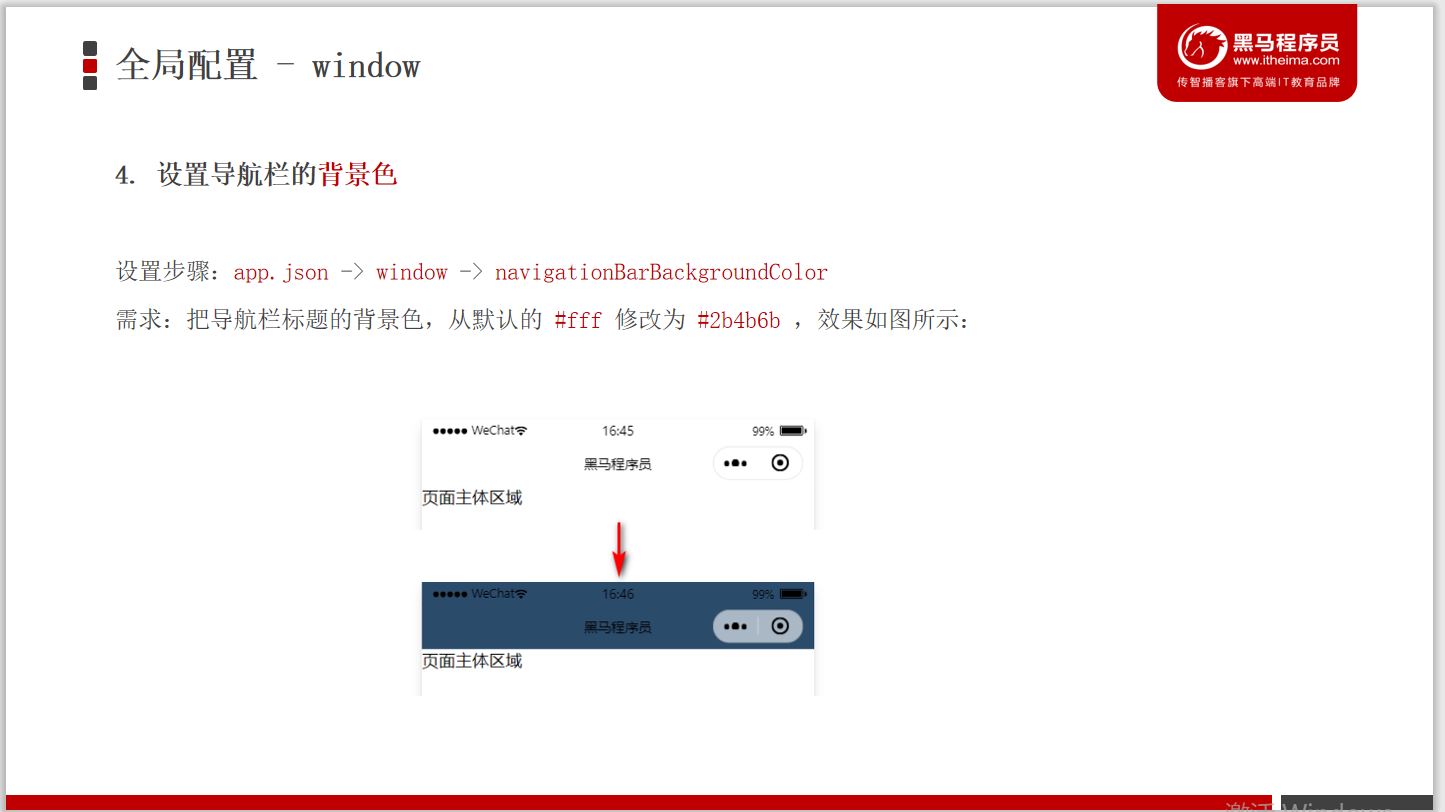 全局配置 - window
黑马程序员
www.itheima.com
传智播客旗下高端IT教育品牌
4. 设置导航栏的背景色
设置步骤：app.json -> window -> navigationBarBackgroundColor
需求：把导航栏标题的背景色，从默认的 #fff 修改为 #2b4b6b ，效果如图所示：
WeChat 16:45 99%
黑马程序员
页面主体区域
WeChat 16:46 99%
黑马程序员
页面主体区域
激活 Windows